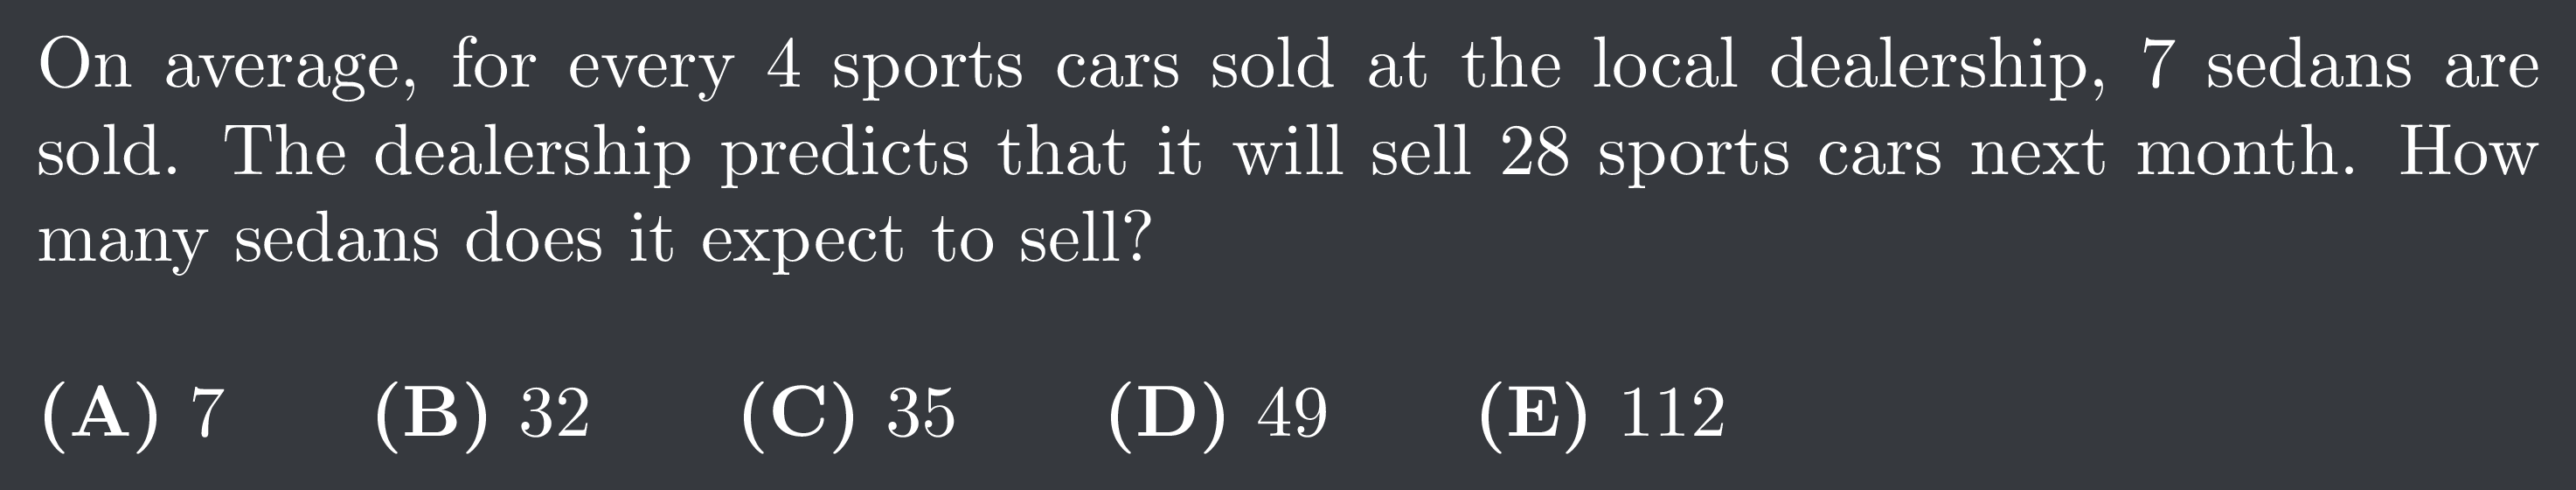 On average, for every 4 sports cars sold at the local dealership, 7 sedans are
sold. The dealership predicts that it will sell 28 sports cars next month. How
many sedans does it expect to sell?
(A) 7 (B) 32 (C) 35 (D) 49 (E) 112